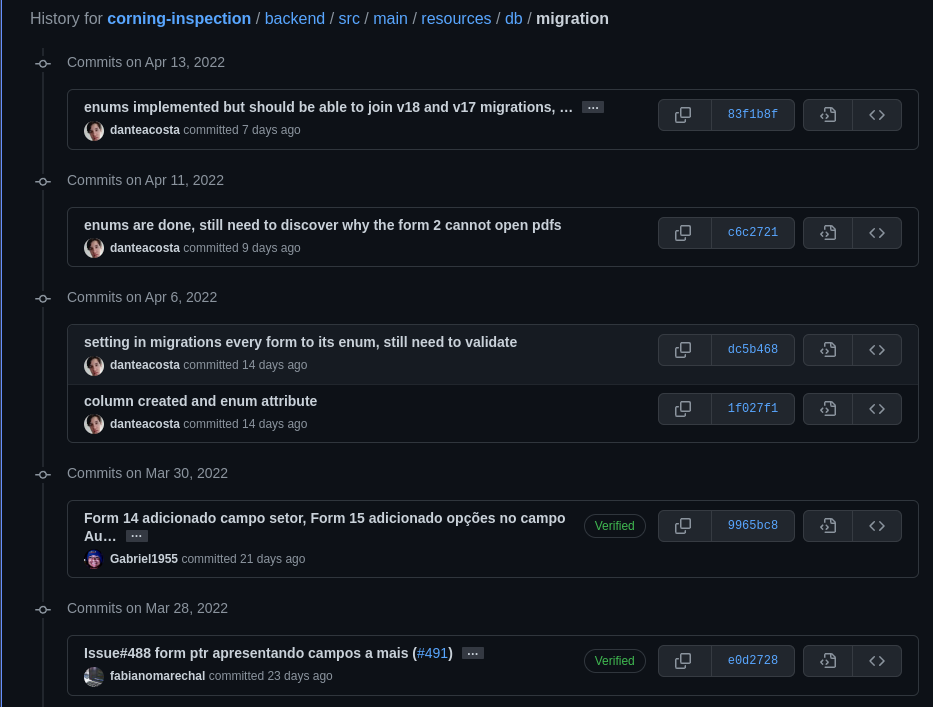 History for corning-inspection / backend / src / main / resources / db / migration
Commits on Apr 13, 2022
enums implemented but should be able to join v18 and v17 migrations, … ...
83f1b8f
danteacosta committed 7 days ago
Commits on Apr 11, 2022
enums are done, still need to discover why the form 2 cannot open pdfs
c6c2721
danteacosta committed 9 days ago
Commits on Apr 6, 2022
setting in migrations every form to its enum, still need to validate
dc5b468
danteacosta committed 14 days ago
column created and enum attribute
1f027f1
danteacosta committed 14 days ago
Commits on Mar 30, 2022
Form 14 adicionado campo setor, Form 15 adicionado opções no campo
Au… ...
Verified
9965bc8
Gabriel1955 committed 21 days ago
Commits on Mar 28, 2022
Issue#488 form ptr apresentando campos a mais (#491) ...
Verified
e0d2728
fabianomarechal committed 23 days ago